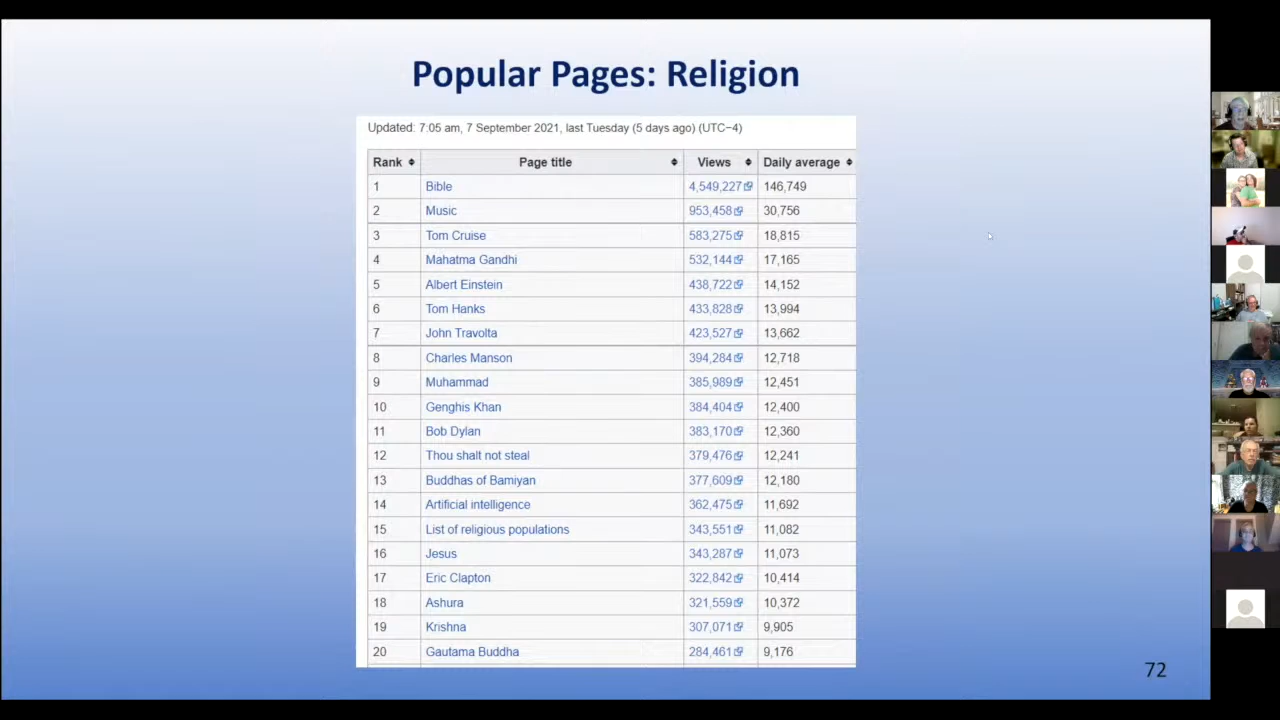 Popular Pages: Religion
Updated: 7:05 am, 7 September 2021, last Tuesday (5 days ago) (UTC−4)
Rank Page title Views Daily average
1 Bible 4,549,227 146,749
2 Music 953,458 30,756
3 Tom Cruise 583,275 18,815
4 Mahatma Gandhi 532,144 17,165
5 Albert Einstein 438,722 14,152
6 Tom Hanks 433,828 13,994
7 John Travolta 423,527 13,662
8 Charles Manson 394,284 12,718
9 Muhammad 385,989 12,451
10 Genghis Khan 384,404 12,400
11 Bob Dylan 383,170 12,360
12 Thou shalt not steal 379,476 12,241
13 Buddhas of Bamiyan 377,609 12,180
14 Artificial intelligence 362,475 11,692
15 List of religious populations 343,551 11,082
16 Jesus 343,287 11,073
17 Eric Clapton 322,842 10,414
18 Ashura 321,559 10,372
19 Krishna 307,071 9,905
20 Gautama Buddha 284,461 9,176
72